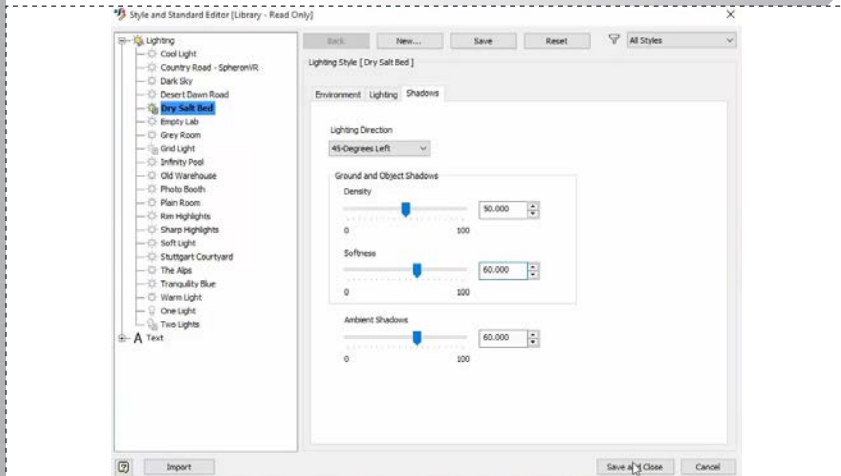 Style and Standard Editor [Library - Read Only]
Back New... Save Reset All Styles
Lighting
Cool Light
Country Road - SpheronVR
Dark Sky
Desert Dawn Road
Dry Salt Bed
Empty Lab
Grey Room
Grid Light
Infinity Pool
Old Warehouse
Photo Booth
Plain Room
Rim Highlights
Sharp Highlights
Soft Light
Stuttgart Courtyard
The Alps
Tranquility Blue
Warm Light
One Light
Two Lights
Text
Lighting Style [ Dry Salt Bed ]
Environment Lighting Shadows
Lighting Direction
45-Degrees Left
Ground and Object Shadows
Density
50.000
0 100
Softness
60.000
0 100
Ambient Shadows
60.000
0 100
? Import Save and Close Cancel